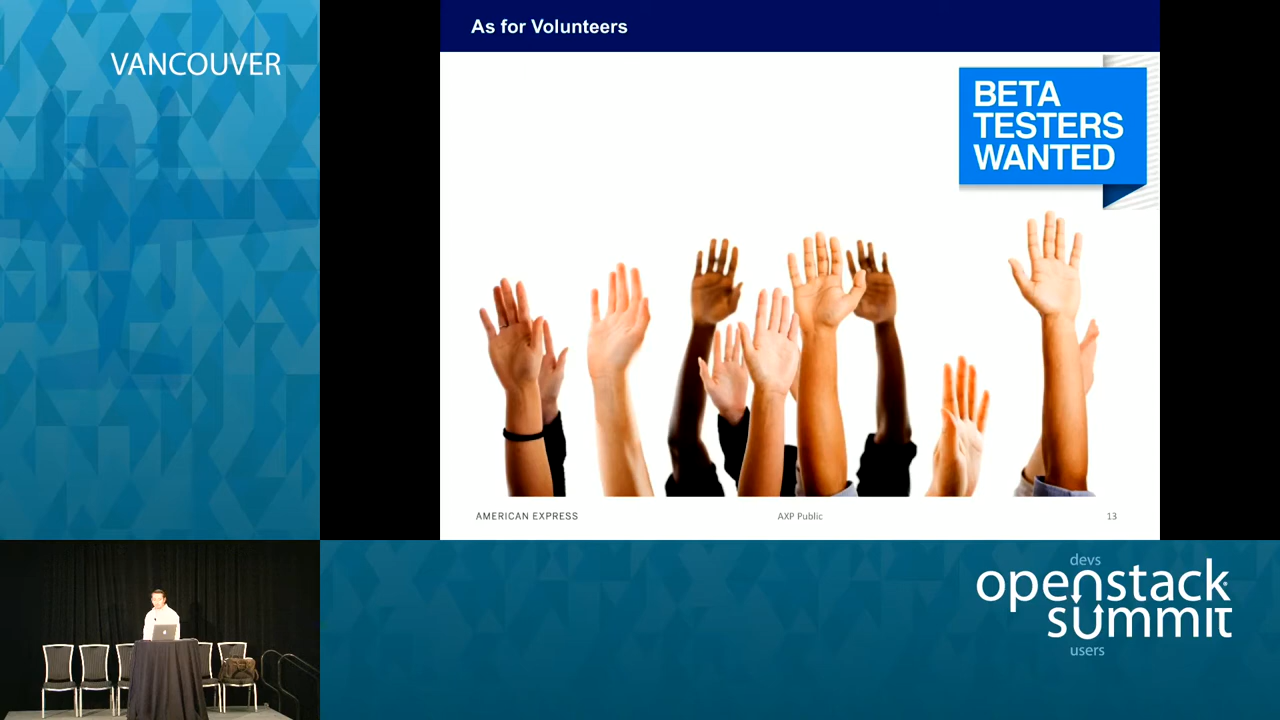 VANCOUVER
As for Volunteers
BETA
TESTERS
WANTED
AMERICAN EXPRESS
AXP Public
13
devs
openstack
summit
users